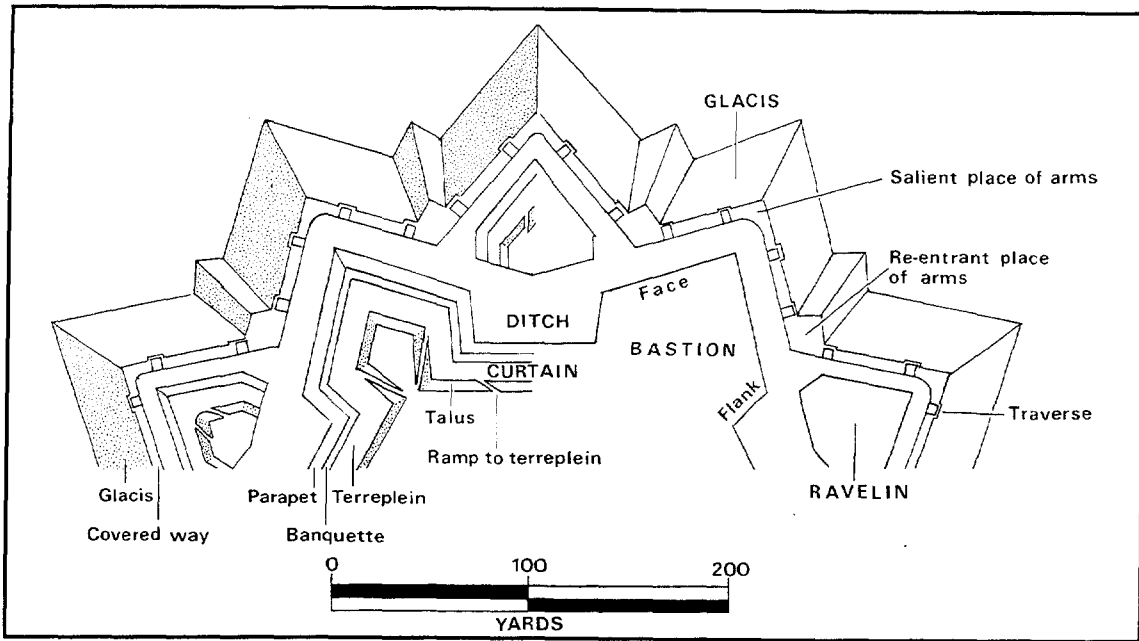 GLACIS
Salient place of arms
Re-entrant place
of arms
Face
DITCH
BASTION
CURTAIN
Flank
Talus
Traverse
Ramp to terreplein
RAVELIN
Glacis
Parapet
Terreplein
Covered way
Banquette
0
100
200
YARDS